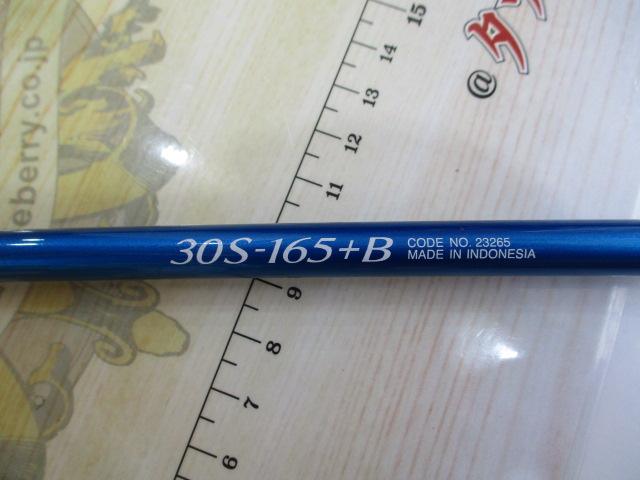 15
14
13
12
11
9
8
7
6
@
eberry.co.jp
30S-165+B
CODE NO. 23265
MADE IN INDONESIA